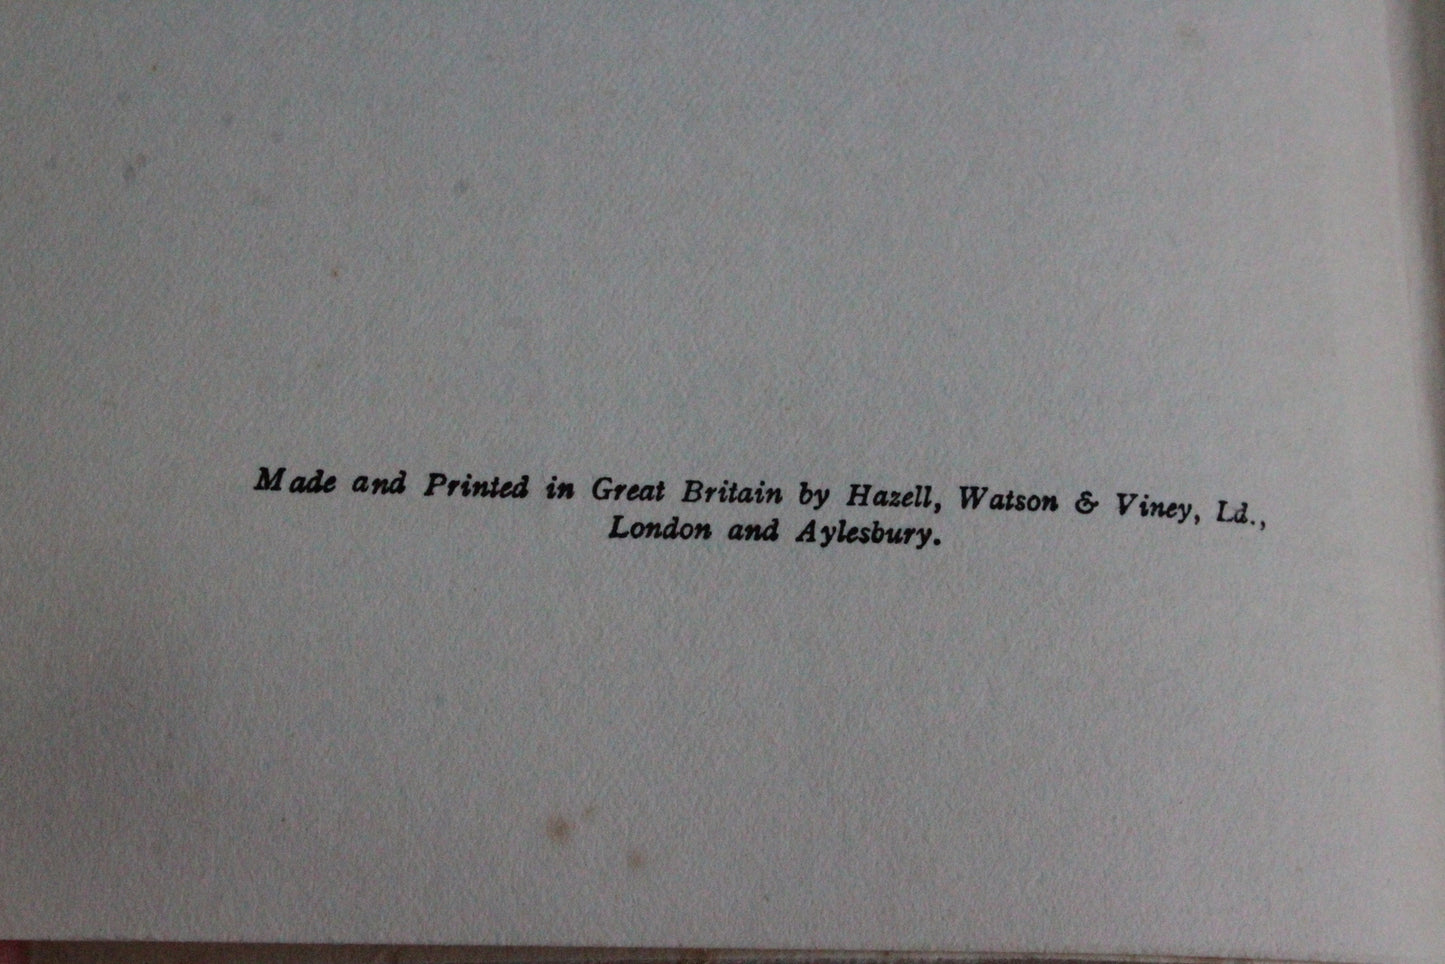 Made and Printed in Great Britain by Hazell, Watson & Viney, Ld.,
London and Aylesbury.